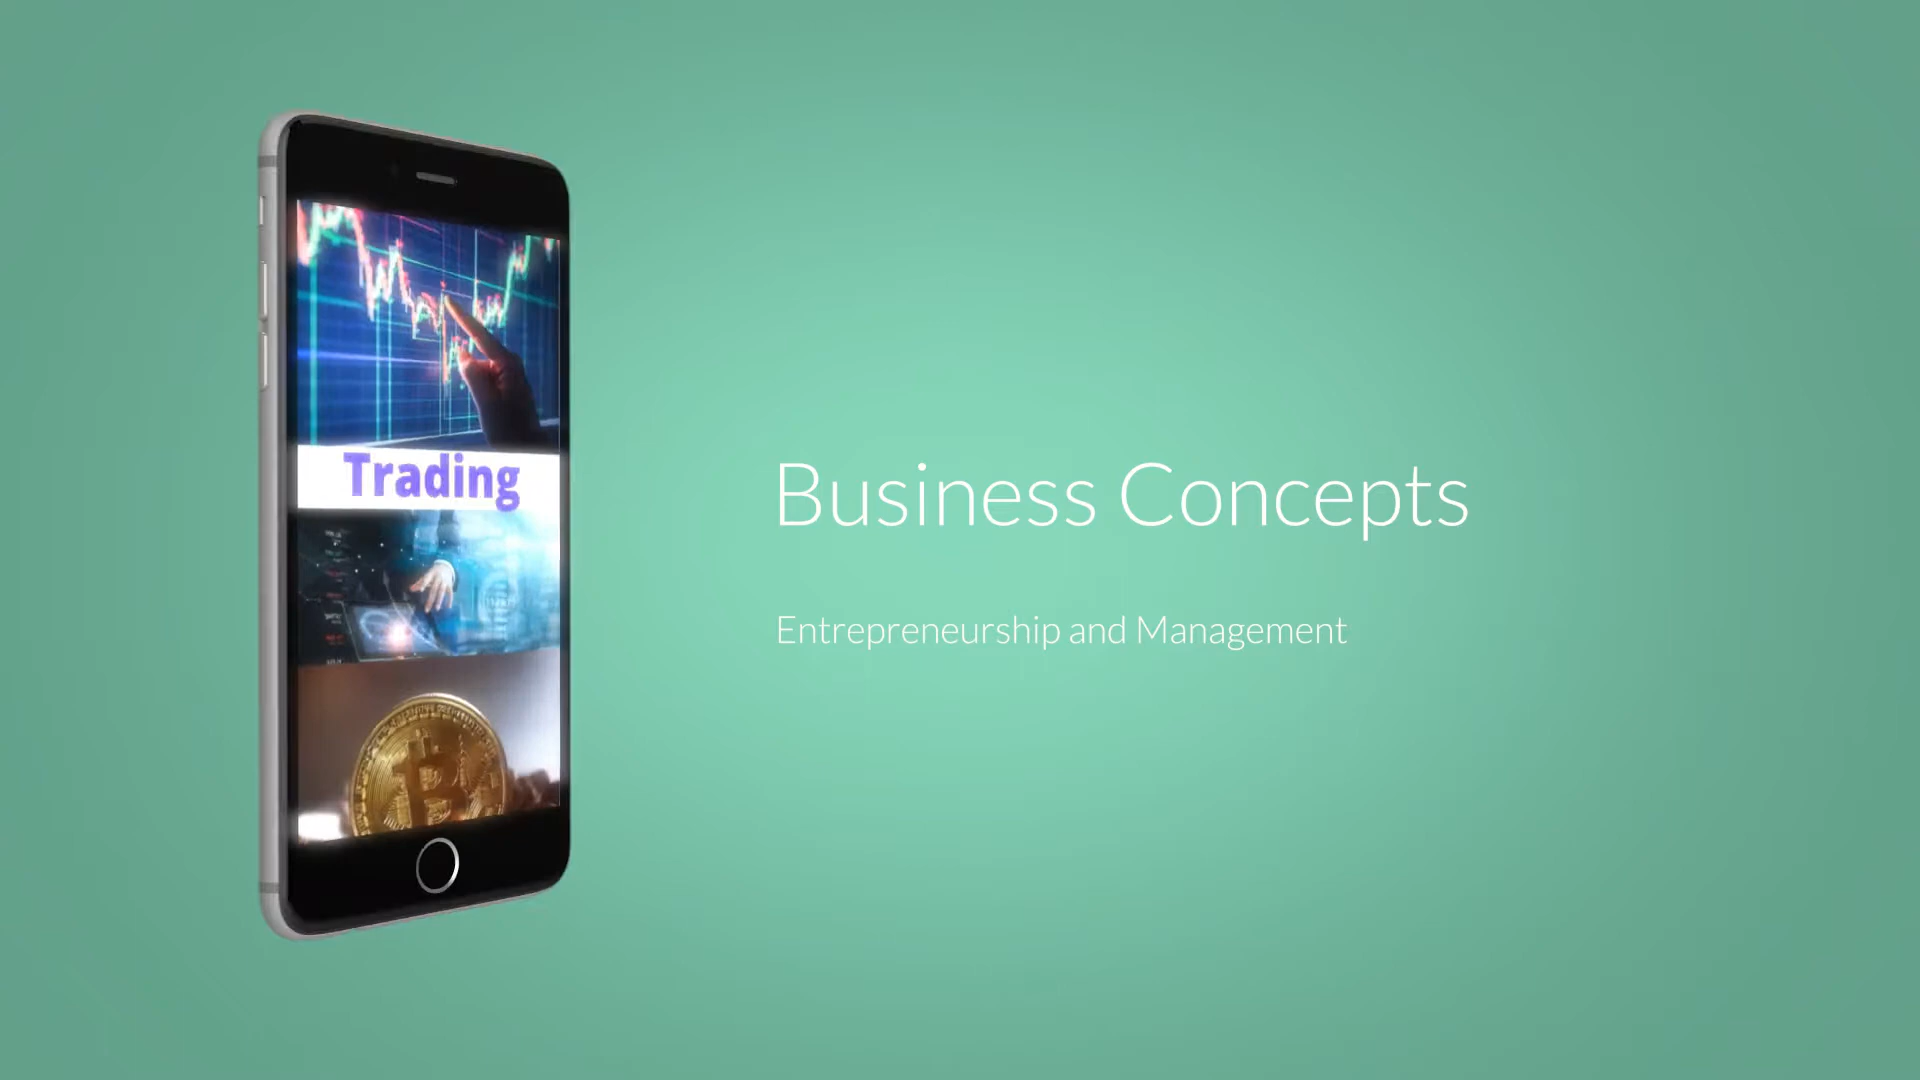 Trading
Business Concepts
Entrepreneurship and Management